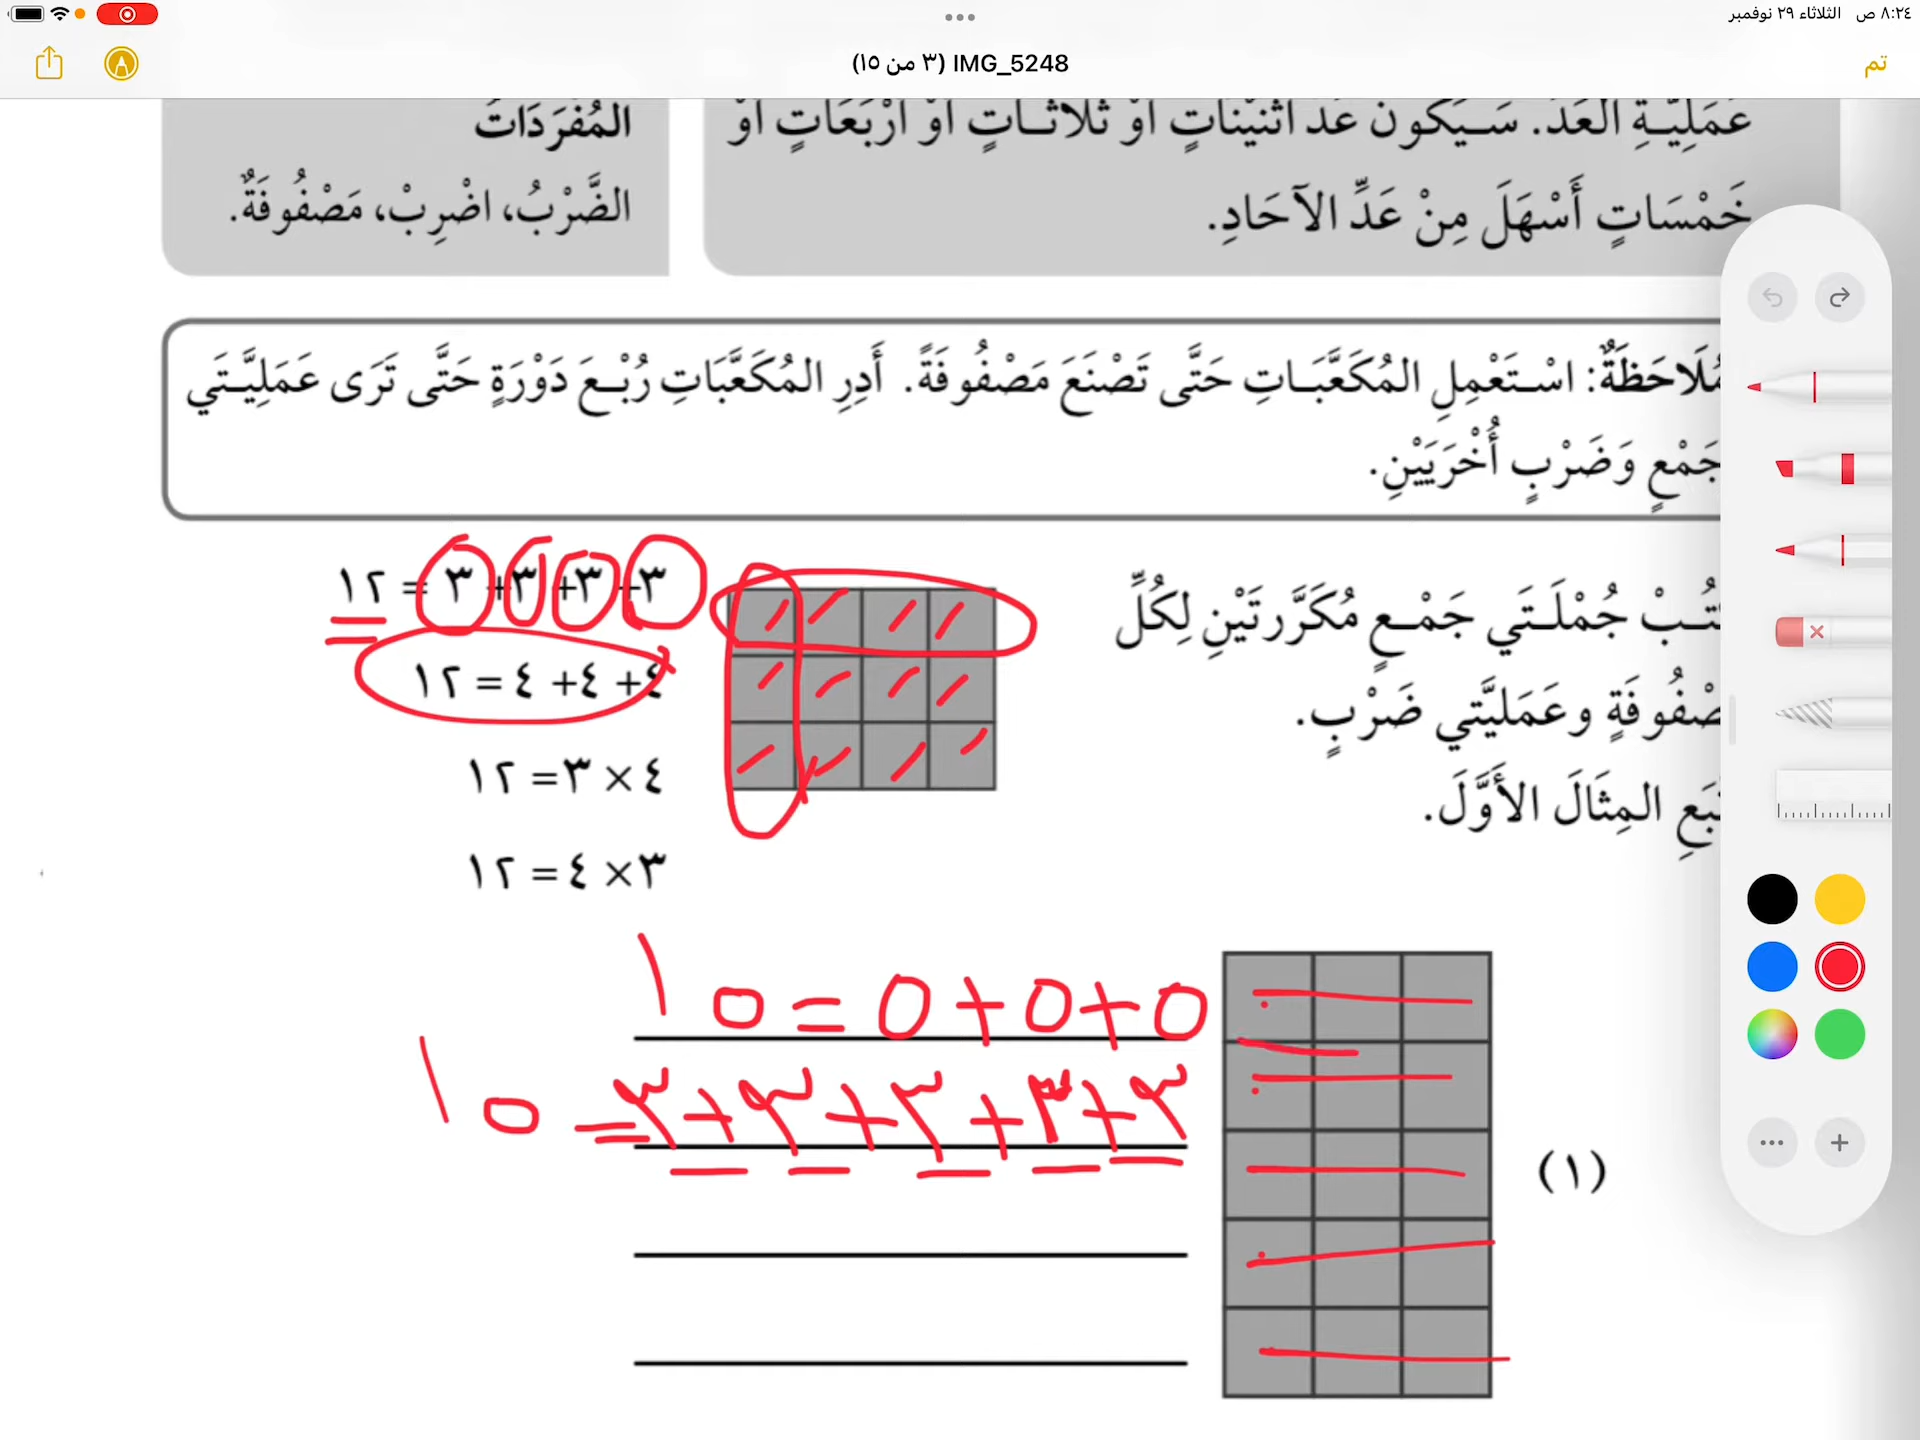 ٨:٢٤ ص الثلاثاء ٢٩ نوفمبر
IMG_5248 (٣ من ١٥)
تم
عَمَلِيَّةِ العَدِّ. سَيَكُونُ عَدُّ اثْنَيْنَاتٍ أَوْ ثَلَاثَاتٍ أَوْ أَرْبَعَاتٍ أَوْ
خَمْسَاتٍ أَسْهَلَ مِنْ عَدِّ الآحَادِ.
المُفْرَدَاتُ
الضَّرْبُ، اضْرِبْ، مَصْفُوفَةٌ.
مُلَاحَظَةٌ: اسْتَعْمِلِ المُكَعَّبَاتِ حَتَّى تَصْنَعَ مَصْفُوفَةً. أَدِرِ المُكَعَّبَاتِ رُبْعَ دَوْرَةٍ حَتَّى تَرَى عَمَلِيَّتَي
جَمْعٍ وَضَرْبٍ أُخْرَيَيْنِ.
تُبْ جُمْلَتَي جَمْعٍ مُكَرَّرَتَيْنِ لِكُلِّ
صْفُوفَةٍ وعَمَليَّتي ضَرْبٍ.
تَّبَعِ المِثَالَ الأَوَّلَ.
٣+ ٣+ ٣+ ٣ = ١٢
٤+ ٤+ ٤ = ١٢
٤ × ٣= ١٢
٣× ٤ = ١٢
(١)
٥+٥+٥=١٥
٣+٣+٣+٣+٣=١٥